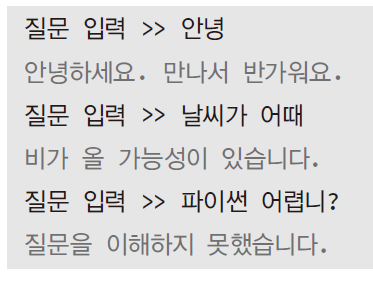 질문 입력 >> 안녕
안녕하세요. 만나서 반가워요.
질문 입력 >> 날씨가 어때
비가 올 가능성이 있습니다.
질문 입력 >> 파이썬 어렵니?
질문을 이해하지 못했습니다.